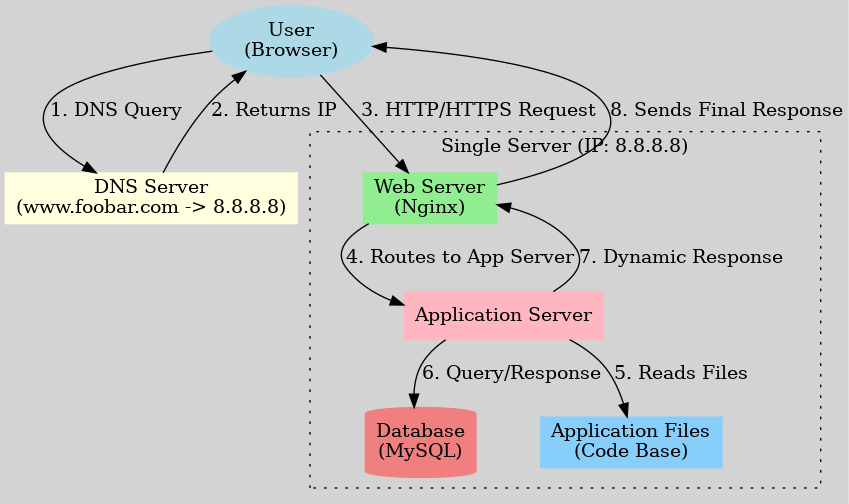 User
(Browser)
1. DNS Query
2. Returns IP
3. HTTP/HTTPS Request
8. Sends Final Response
Single Server (IP: 8.8.8.8)
DNS Server
(www.foobar.com -> 8.8.8.8)
Web Server
(Nginx)
4. Routes to App Server
7. Dynamic Response
Application Server
6. Query/Response
5. Reads Files
Database
(MySQL)
Application Files
(Code Base)